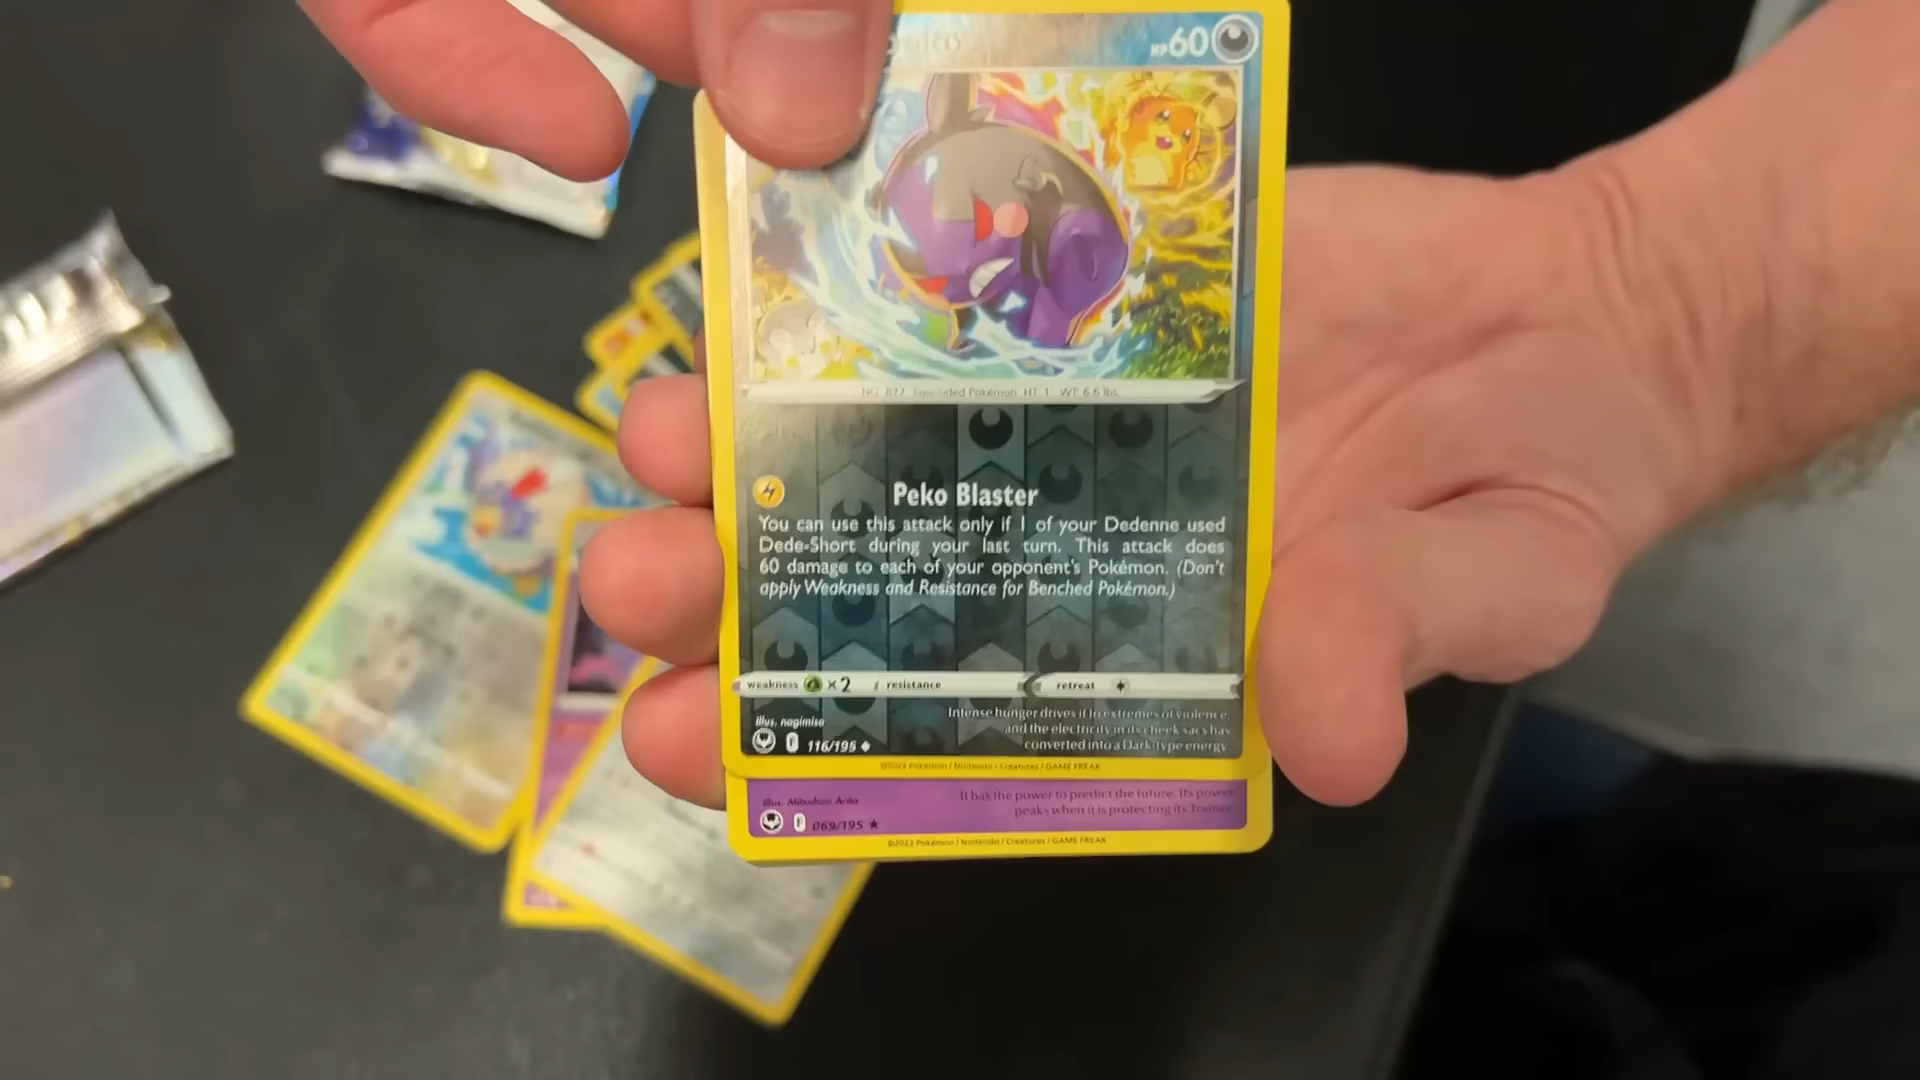 HP60
NO. 877 Two-Sided Pokémon HT: 1' WT: 6.6 lbs.
Peko Blaster
You can use this attack only if 1 of your Dedenne used
Dede-Short during your last turn. This attack does
60 damage to each of your opponent's Pokémon. (Don't
apply Weakness and Resistance for Benched Pokémon.)
weakness ×2 resistance retreat
Illus. nagimiso
F 116/195
Intense hunger drives it to extremes of violence,
and the electricity in its cheek sacs has
converted into a Dark-type energy.
©2022 Pokémon / Nintendo / Creatures / GAME FREAK
Illus. Mitsuhiro Arita
F 069/195 ★
It has the power to predict the future. Its power
peaks when it is protecting its Trainer.
©2022 Pokémon / Nintendo / Creatures / GAME FREAK